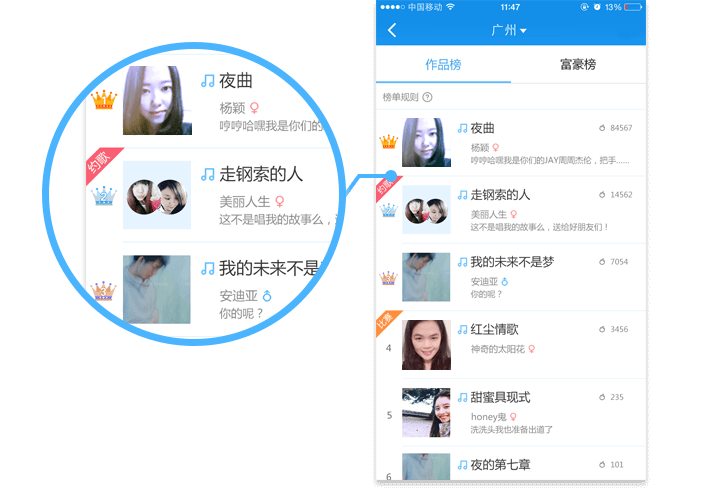 夜曲
杨颖
哼哼哈嘿我是你们的
约歌
走钢索的人
美丽人生
这不是唱我的故事么,
我的未来不是
安迪亚
你的呢?
中国移动 11:47 13%
广州
作品榜 富豪榜
榜单规则 ?
夜曲 84567
杨颖
哼哼哈嘿我是你们的JAY周周杰伦,把手......
约歌
走钢索的人 14562
美丽人生
这不是唱我的故事么,送给好朋友们!
我的未来不是梦 7054
安迪亚
你的呢?
比赛
4 红尘情歌 3456
神奇的太阳花
5 甜蜜具现式 235
honey鬼
洗洗头我也准备出道了
6 夜的第七章 101